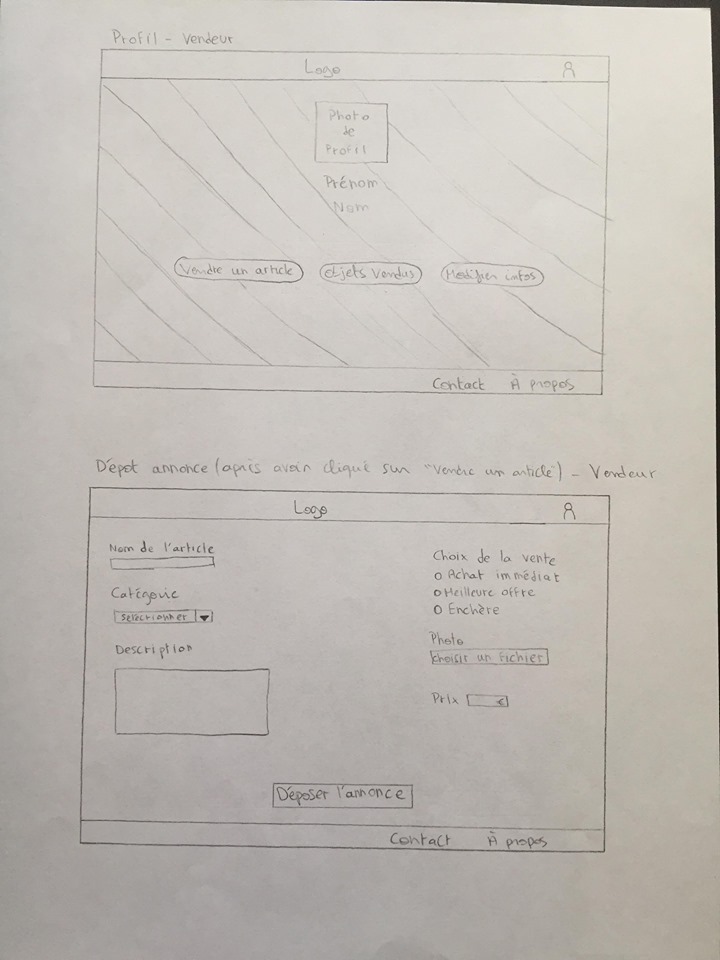 Profil - Vendeur
Logo
Photo
de
Profil
Prénom
Nom
Vendre un article
Objets Vendus
Modifier infos
Contact À propos
Dépot annonce (après avoir cliqué sur "Vendre un article") - Vendeur
Logo
Nom de l'article
Catégorie
Sélectionner
Description
Choix de la vente
O Achat immédiat
O Meilleure offre
O Enchère
Photo
choisir un fichier
Prix €
Déposer l'annonce
Contact À propos